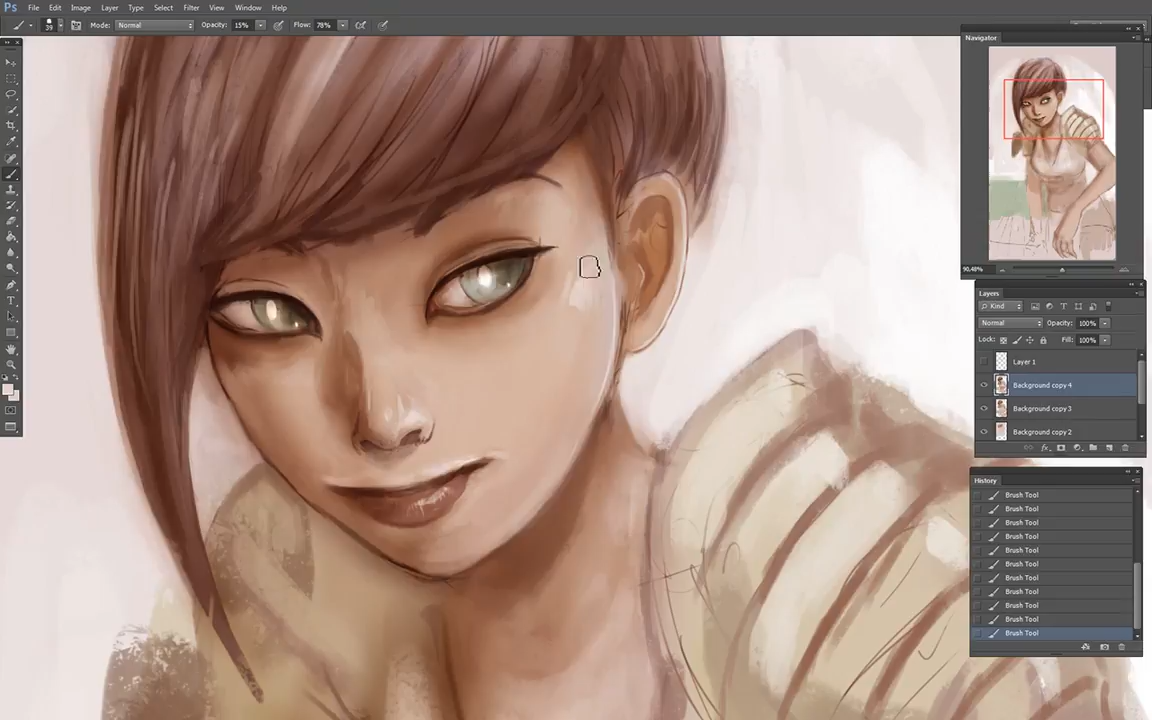 Ps File Edit Image Layer Type Select Filter View Window Help
39 Mode: Normal Opacity: 15% Flow: 78%
Navigator
90,48%
Layers
Kind
Normal Opacity: 100%
Lock: Fill: 100%
Layer 1
Background copy 4
Background copy 3
Background copy 2
fx
History
Brush Tool
Brush Tool
Brush Tool
Brush Tool
Brush Tool
Brush Tool
Brush Tool
Brush Tool
Brush Tool
Brush Tool
Brush Tool